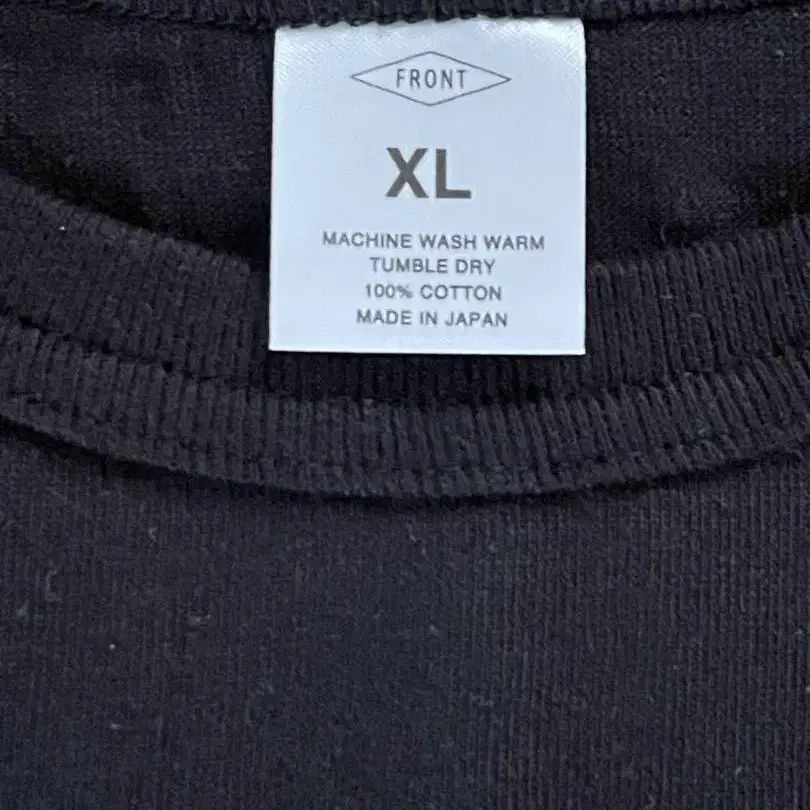 FRONT
XL
MACHINE WASH WARM
TUMBLE DRY
100% COTTON
MADE IN JAPAN